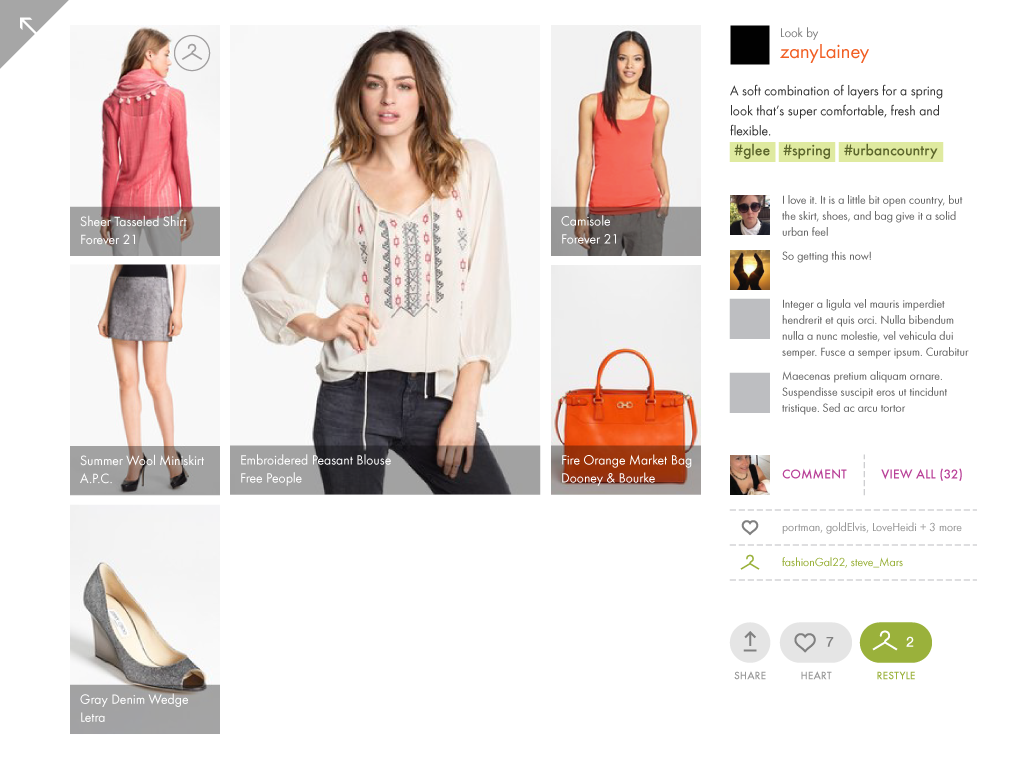 Sheer Tasseled Shirt
Forever 21
Summer Wool Miniskirt
A.P.C.
Gray Denim Wedge
Letra
Embroidered Peasant Blouse
Free People
Camisole
Forever 21
Fire Orange Market Bag
Dooney & Bourke
Look by
zanyLainey
A soft combination of layers for a spring
look that's super comfortable, fresh and
flexible.
#glee #spring #urbancountry
I love it. It is a little bit open country, but
the skirt, shoes, and bag give it a solid
urban feel
So getting this now!
Integer a ligula vel mauris imperdiet
hendrerit et quis orci. Nulla bibendum
nulla a nunc molestie, vel vehicula dui
semper. Fusce a semper ipsum. Curabitur
Maecenas pretium aliquam ornare.
Suspendisse suscipit eros ut tincidunt
tristique. Sed ac arcu tortor
COMMENT VIEW ALL (32)
portman, goldElvis, LoveHeidi + 3 more
fashionGal22, steve_Mars
7 2
SHARE HEART RESTYLE